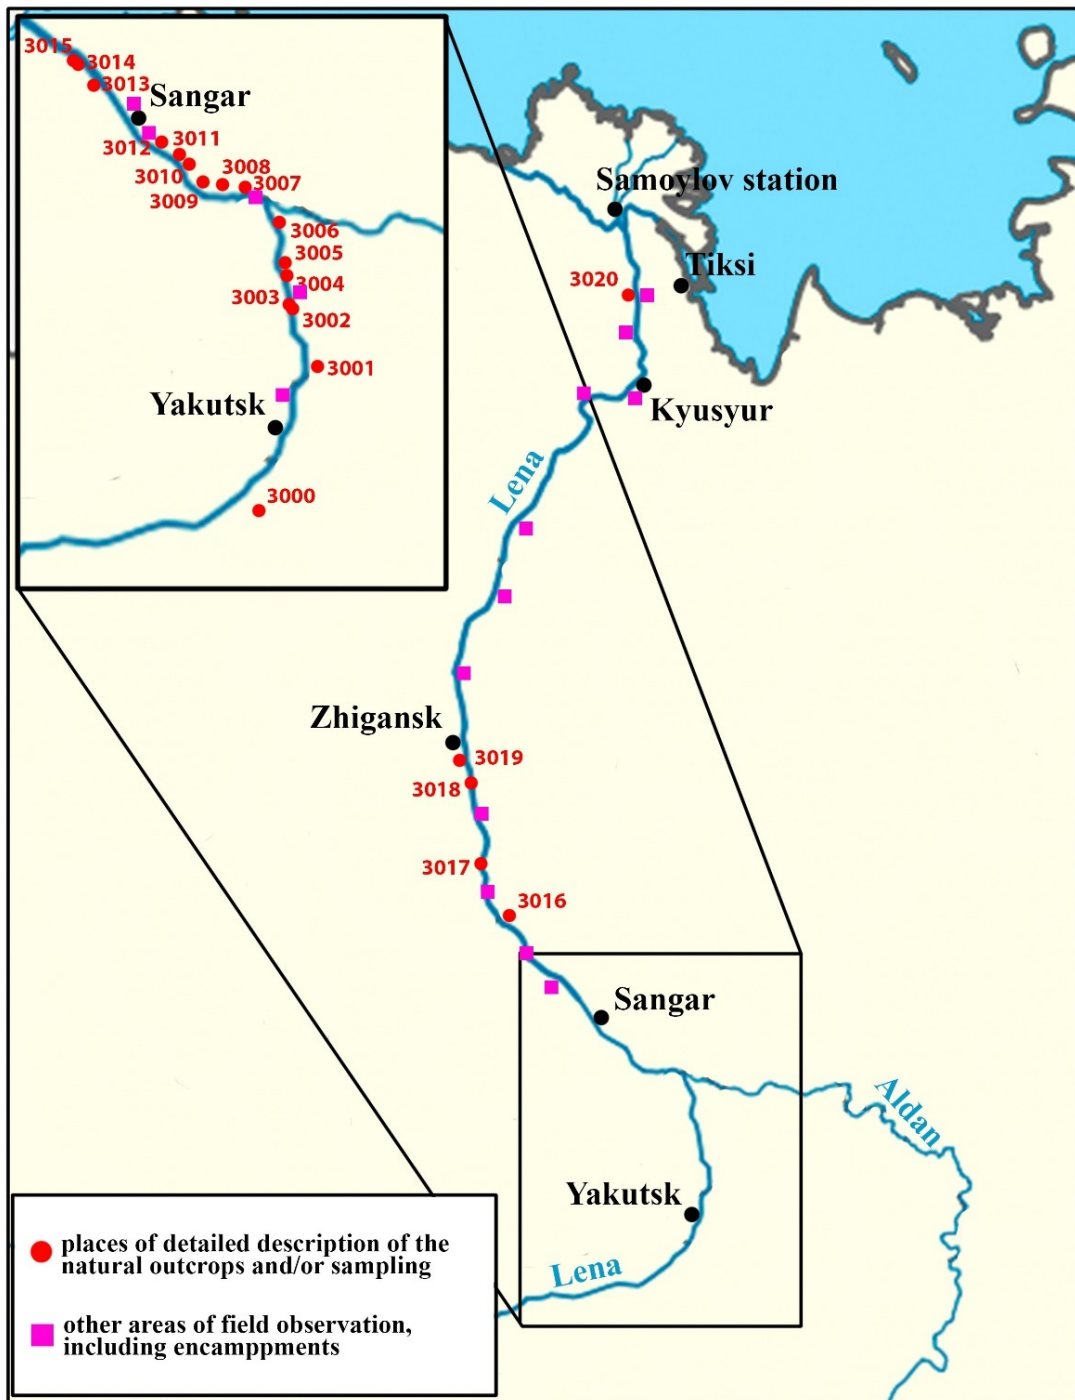 3015
3014
3013
Sangar
3012
3011
3010
3008
3009
3007
3006
3005
3004
3003
3002
3001
Yakutsk
3000
Samoylov station
Tiksi
3020
Kyusyur
Lena
Zhigansk
3019
3018
3017
3016
Sangar
Aldan
Yakutsk
Lena
places of detailed description of the
natural outcrops and/or sampling
other areas of field observation,
including encamppments